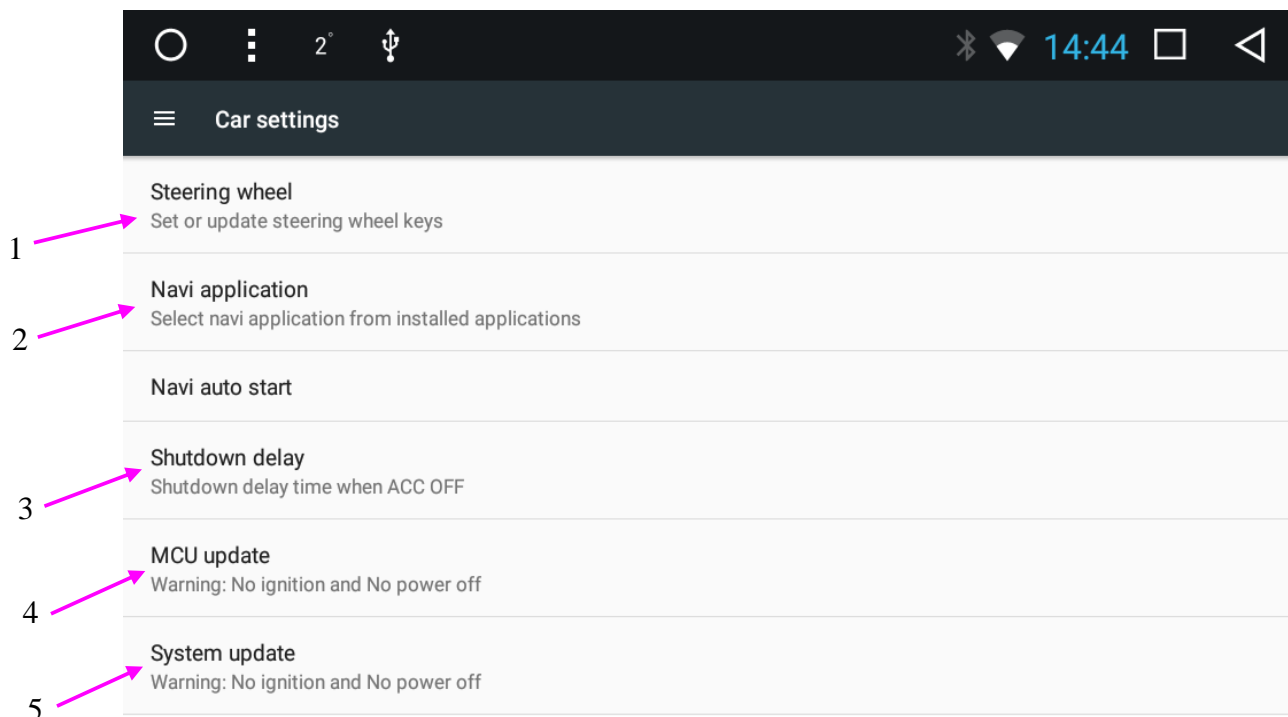 2° 14:44
Car settings
Steering wheel
1 Set or update steering wheel keys
Navi application
2 Select navi application from installed applications
Navi auto start
Shutdown delay
3 Shutdown delay time when ACC OFF
MCU update
4 Warning: No ignition and No power off
System update
5 Warning: No ignition and No power off